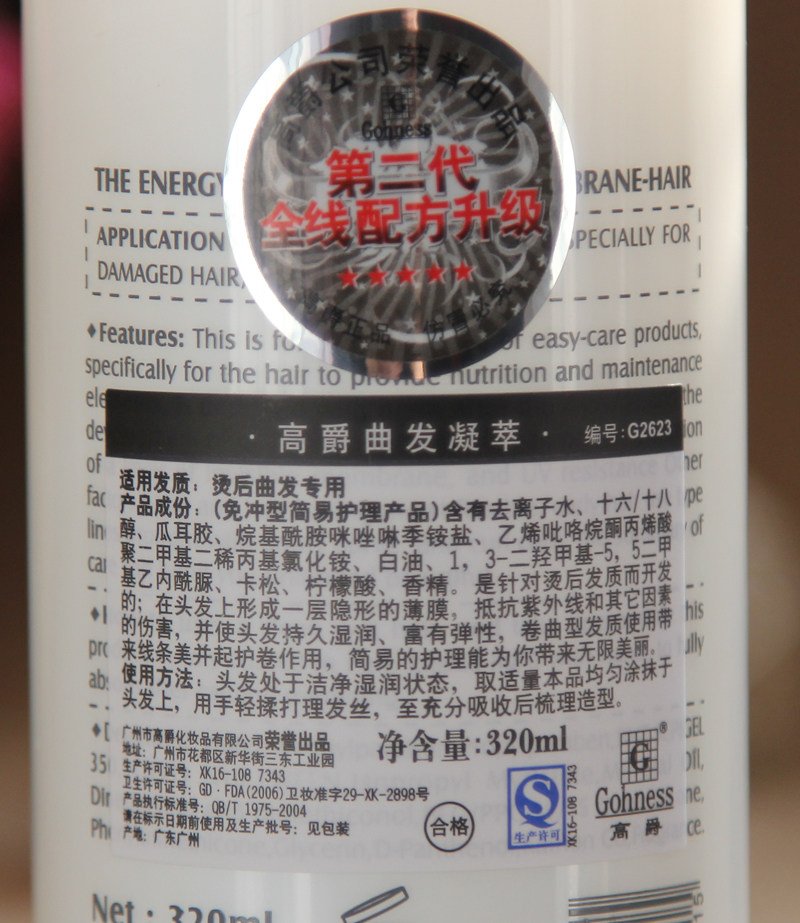 公司荣誉出品
Gohness
第二代
全线配方升级
★★★★★
THE ENERGY
BRANE-HAIR
APPLICATION
SPECIALLY FOR
DAMAGED HAIR,
♦Features: This is
of easy-care products,
specifically for the hair to provide nutrition and maintenance
·高爵曲发凝萃· 编号:G2623
适用发质：烫后曲发专用
产品成份：(免冲型简易护理产品)含有去离子水、十六/十八
醇、瓜耳胶、烷基酰胺咪唑啉季铵盐、乙烯吡咯烷酮丙烯酸
聚二甲基二稀丙基氯化铵、白油、1，3-二羟甲基-5，5二甲
基乙内酰脲、卡松、柠檬酸、香精。是针对烫后发质而开发
的；在头发上形成一层隐形的薄膜，抵抗紫外线和其它因素
的伤害，并使头发持久湿润、富有弹性，卷曲型发质使用带
来线条美并起护卷作用，简易的护理能为你带来无限美丽。
使用方法：头发处于洁净湿润状态，取适量本品均匀涂抹于
头发上，用手轻揉打理发丝，至充分吸收后梳理造型。
广州市高爵化妆品有限公司荣誉出品
地址：广州市花都区新华街三东工业园
生产许可证号：XK16-108 7343
卫生许可证号：GD·FDA(2006)卫妆准字29-XK-2898号
产品执行标准号：QB/T 1975-2004
请在标示日期前使用及生产批号：见包装
产地：广东广州
净含量:320ml
合格
生产许可
XK16-108 7343
G®
Gohness
高爵
Net : 320ml